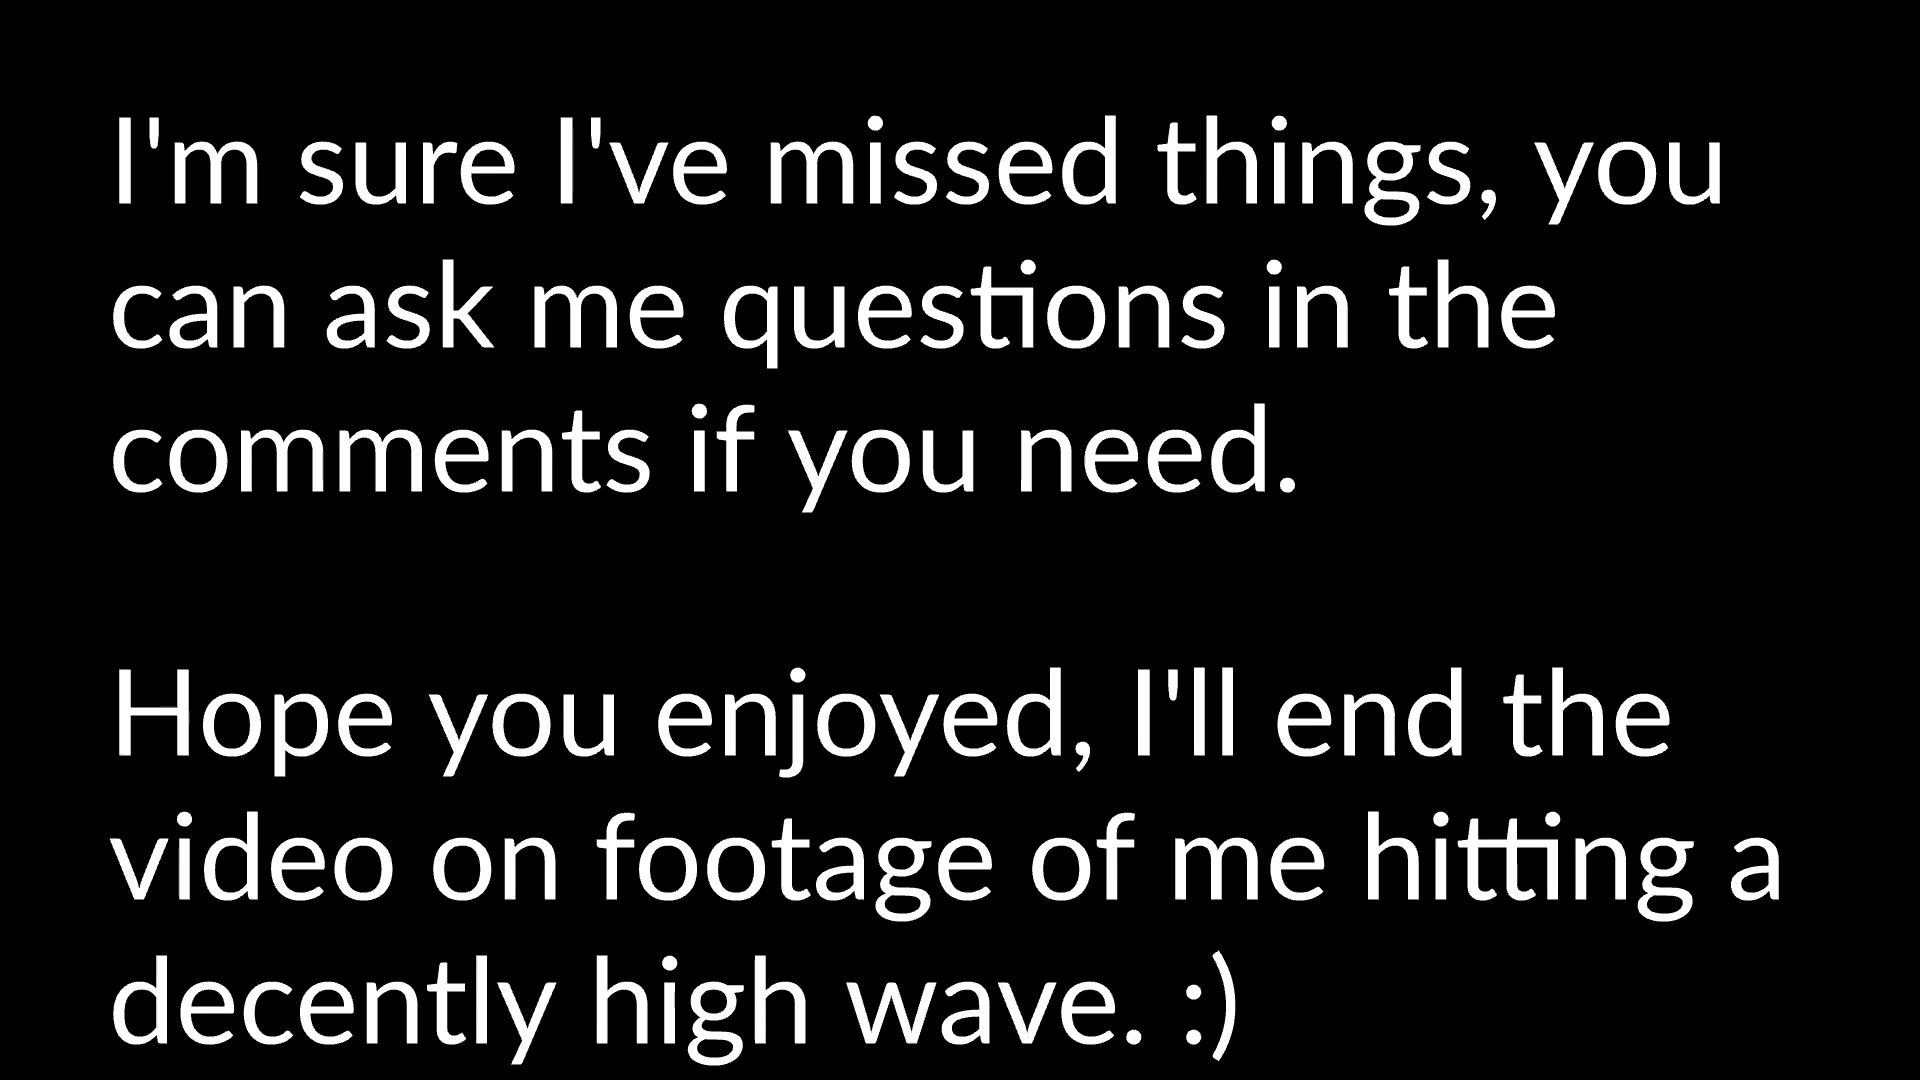 I'm sure I've missed things, you
can ask me questions in the
comments if you need.
Hope you enjoyed, I'll end the
video on footage of me hitting a
decently high wave. :)